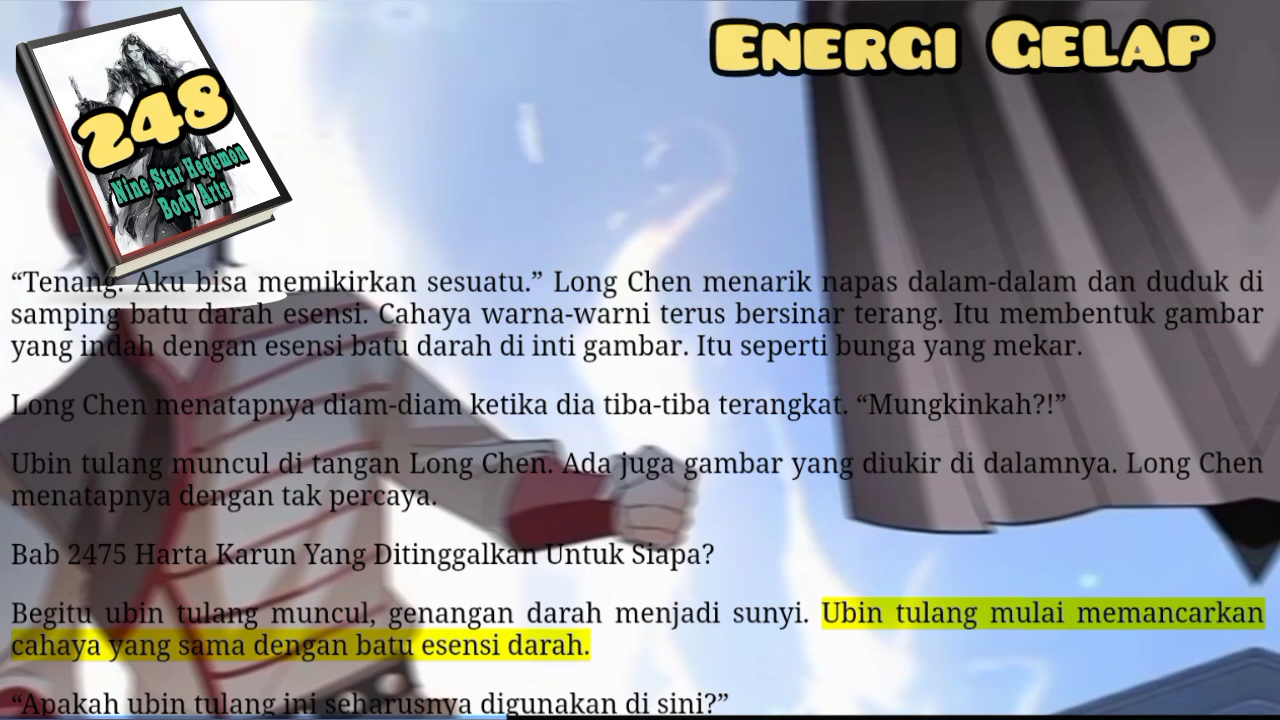 Energi Gelap
248
Nine Star Hegemon
Body Arts
“Tenang. Aku bisa memikirkan sesuatu.” Long Chen menarik napas dalam-dalam dan duduk di
samping batu darah esensi. Cahaya warna-warni terus bersinar terang. Itu membentuk gambar
yang indah dengan esensi batu darah di inti gambar. Itu seperti bunga yang mekar.
Long Chen menatapnya diam-diam ketika dia tiba-tiba terangkat. “Mungkinkah?!”
Ubin tulang muncul di tangan Long Chen. Ada juga gambar yang diukir di dalamnya. Long Chen
menatapnya dengan tak percaya.
Bab 2475 Harta Karun Yang Ditinggalkan Untuk Siapa?
Begitu ubin tulang muncul, genangan darah menjadi sunyi. Ubin tulang mulai memancarkan
cahaya yang sama dengan batu esensi darah.
“Apakah ubin tulang ini seharusnya digunakan di sini?”